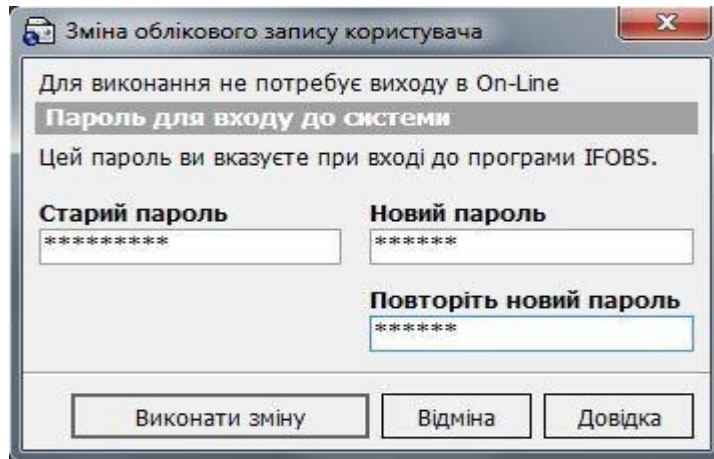 Зміна облікового запису користувача
Для виконання не потребує виходу в On-Line
Пароль для входу до системи
Цей пароль ви вказуєте при вході до програми IFOBS.
Старий пароль Новий пароль
********* ******
Повторіть новий пароль
******
Виконати зміну Відміна Довідка